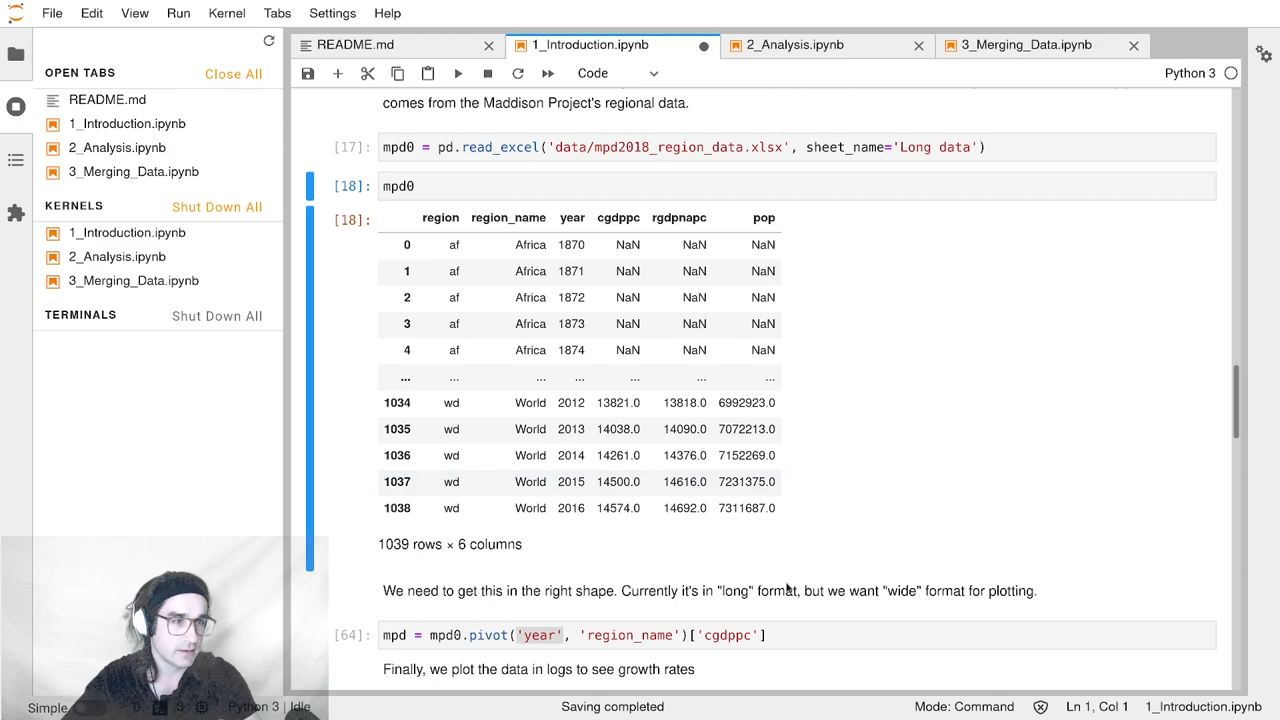 File Edit View Run Kernel Tabs Settings Help
README.md
1_Introduction.ipynb
2_Analysis.ipynb
3_Merging_Data.ipynb
OPEN TABS Close All
README.md
1_Introduction.ipynb
2_Analysis.ipynb
3_Merging_Data.ipynb
KERNELS Shut Down All
1_Introduction.ipynb
2_Analysis.ipynb
3_Merging_Data.ipynb
TERMINALS Shut Down All
Code
Python 3
comes from the Maddison Project's regional data.
[17]: mpd0 = pd.read_excel('data/mpd2018_region_data.xlsx', sheet_name='Long data')
[18]: mpd0
[18]: region region_name year cgdppc rgdpnapc pop
0 af Africa 1870 NaN NaN NaN
1 af Africa 1871 NaN NaN NaN
2 af Africa 1872 NaN NaN NaN
3 af Africa 1873 NaN NaN NaN
4 af Africa 1874 NaN NaN NaN
... ... ... ... ... ... ...
1034 wd World 2012 13821.0 13818.0 6992923.0
1035 wd World 2013 14038.0 14090.0 7072213.0
1036 wd World 2014 14261.0 14376.0 7152269.0
1037 wd World 2015 14500.0 14616.0 7231375.0
1038 wd World 2016 14574.0 14692.0 7311687.0
1039 rows × 6 columns
We need to get this in the right shape. Currently it's in "long" format, but we want "wide" format for plotting.
[64]: mpd = mpd0.pivot('year', 'region_name')['cgdppc']
Finally, we plot the data in logs to see growth rates
Simple 0 3 Python 3 | Idle Saving completed Mode: Command Ln 1, Col 1 1_Introduction.ipynb